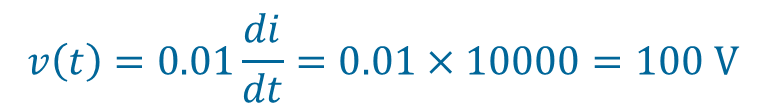 v(t) = 0.01 di/dt = 0.01 × 10000 = 100 V